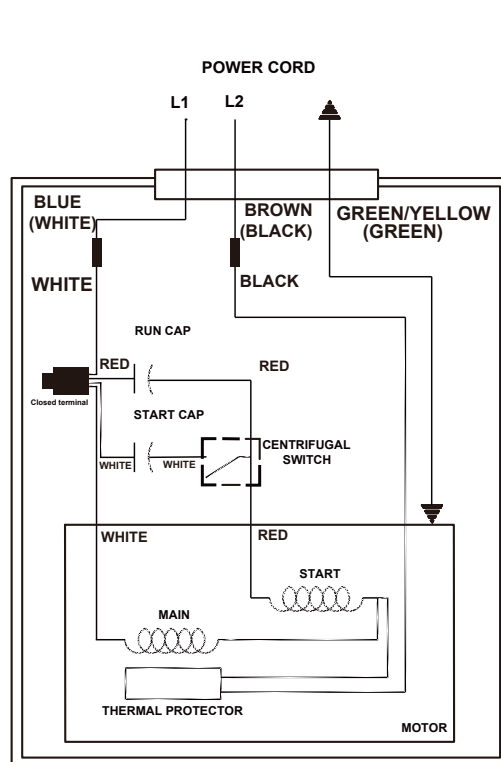 POWER CORD
L1
L2
BLUE
(WHITE)
BROWN
(BLACK)
GREEN/YELLOW
(GREEN)
WHITE
BLACK
RUN CAP
RED
RED
Closed terminal
START CAP
WHITE
WHITE
CENTRIFUGAL
SWITCH
WHITE
RED
START
MAIN
THERMAL PROTECTOR
MOTOR